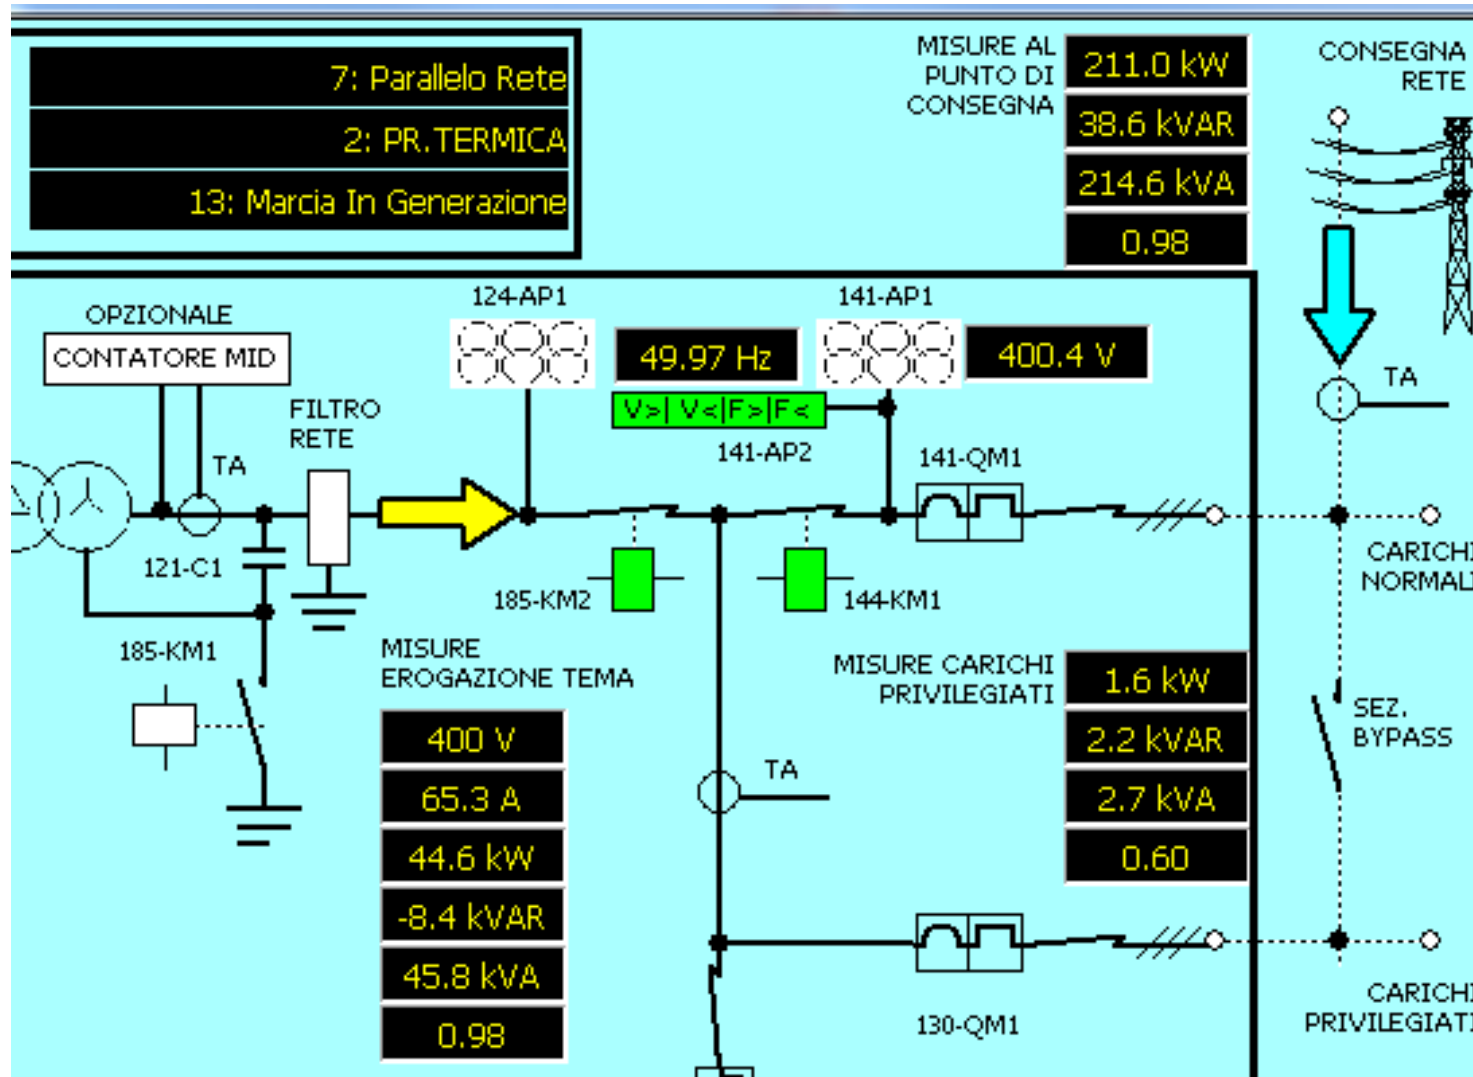 7: Parallelo Rete
2: PR.TERMICA
13: Marcia In Generazione
MISURE AL
PUNTO DI
CONSEGNA
211.0 kW
38.6 kVAR
214.6 kVA
0.98
CONSEGNA
RETE
OPZIONALE
CONTATORE MID
124-AP1
49.97 Hz
141-AP1
400.4 V
V>| V<|F>|F<
141-AP2
TA
FILTRO
RETE
TA
141-QM1
121-C1
185-KM2
144-KM1
CARICHI
NORMALI
185-KM1
MISURE
EROGAZIONE TEMA
400 V
65.3 A
44.6 kW
-8.4 kVAR
45.8 kVA
0.98
MISURE CARICHI
PRIVILEGIATI
1.6 kW
2.2 kVAR
2.7 kVA
0.60
SEZ.
BYPASS
TA
130-QM1
CARICHI
PRIVILEGIATI